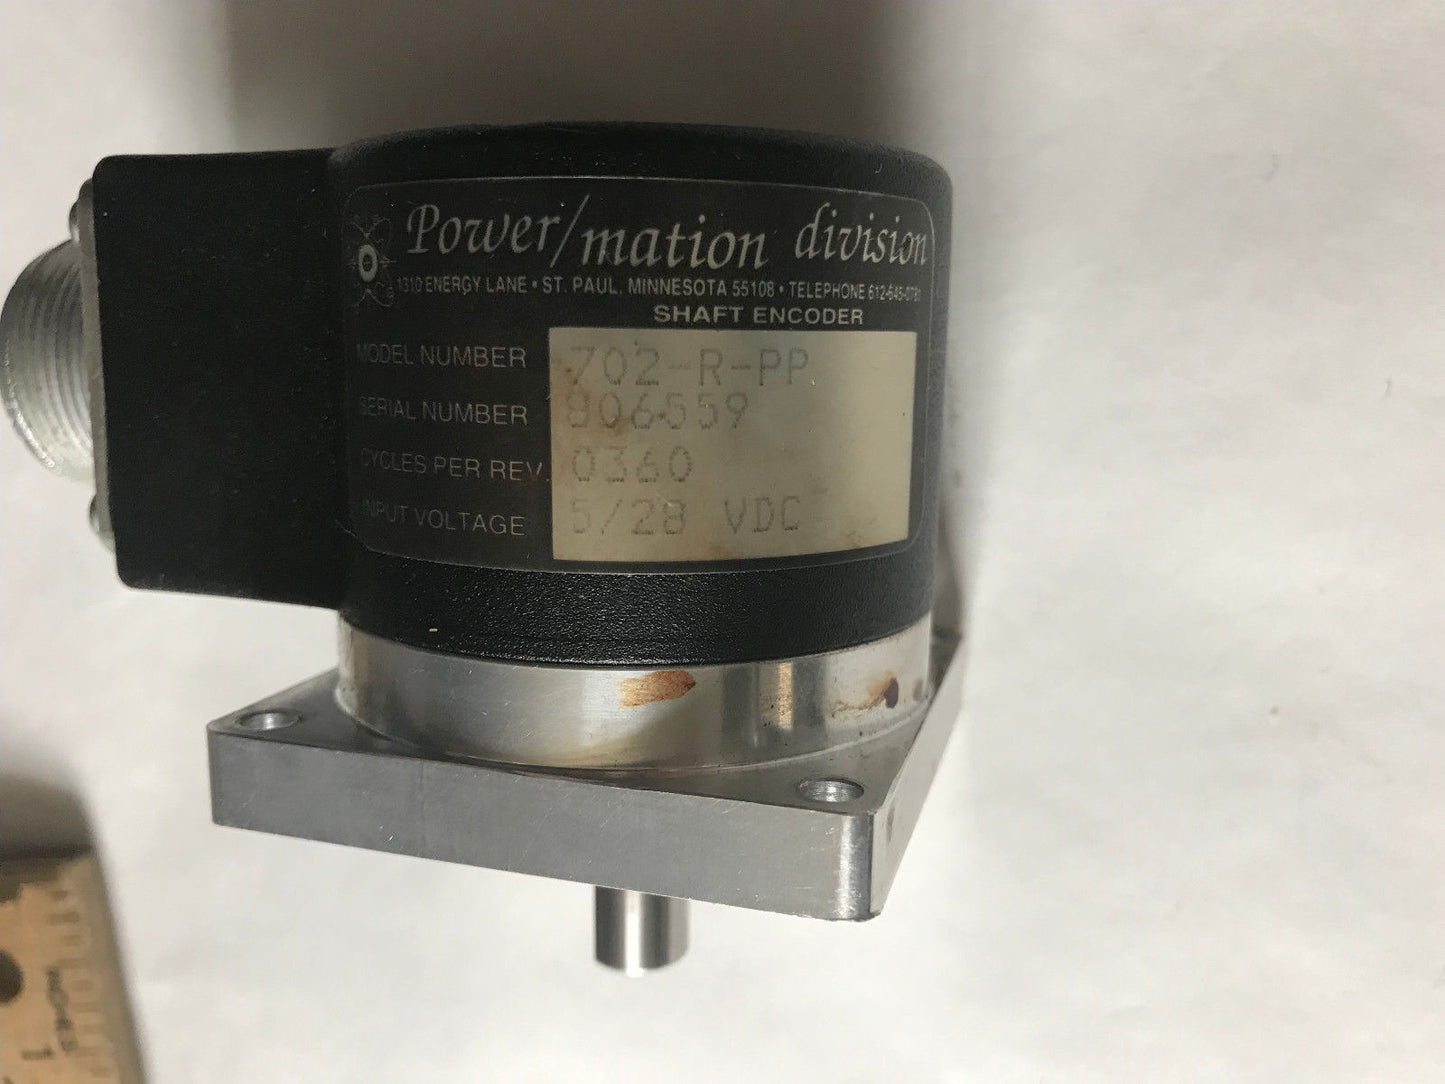 Power/mation division
1310 ENERGY LANE • ST. PAUL, MINNESOTA 55108 • TELEPHONE 612-645-0781
SHAFT ENCODER
MODEL NUMBER 702-R-PP
SERIAL NUMBER 806559
CYCLES PER REV. 0360
INPUT VOLTAGE 5/28 VDC
1